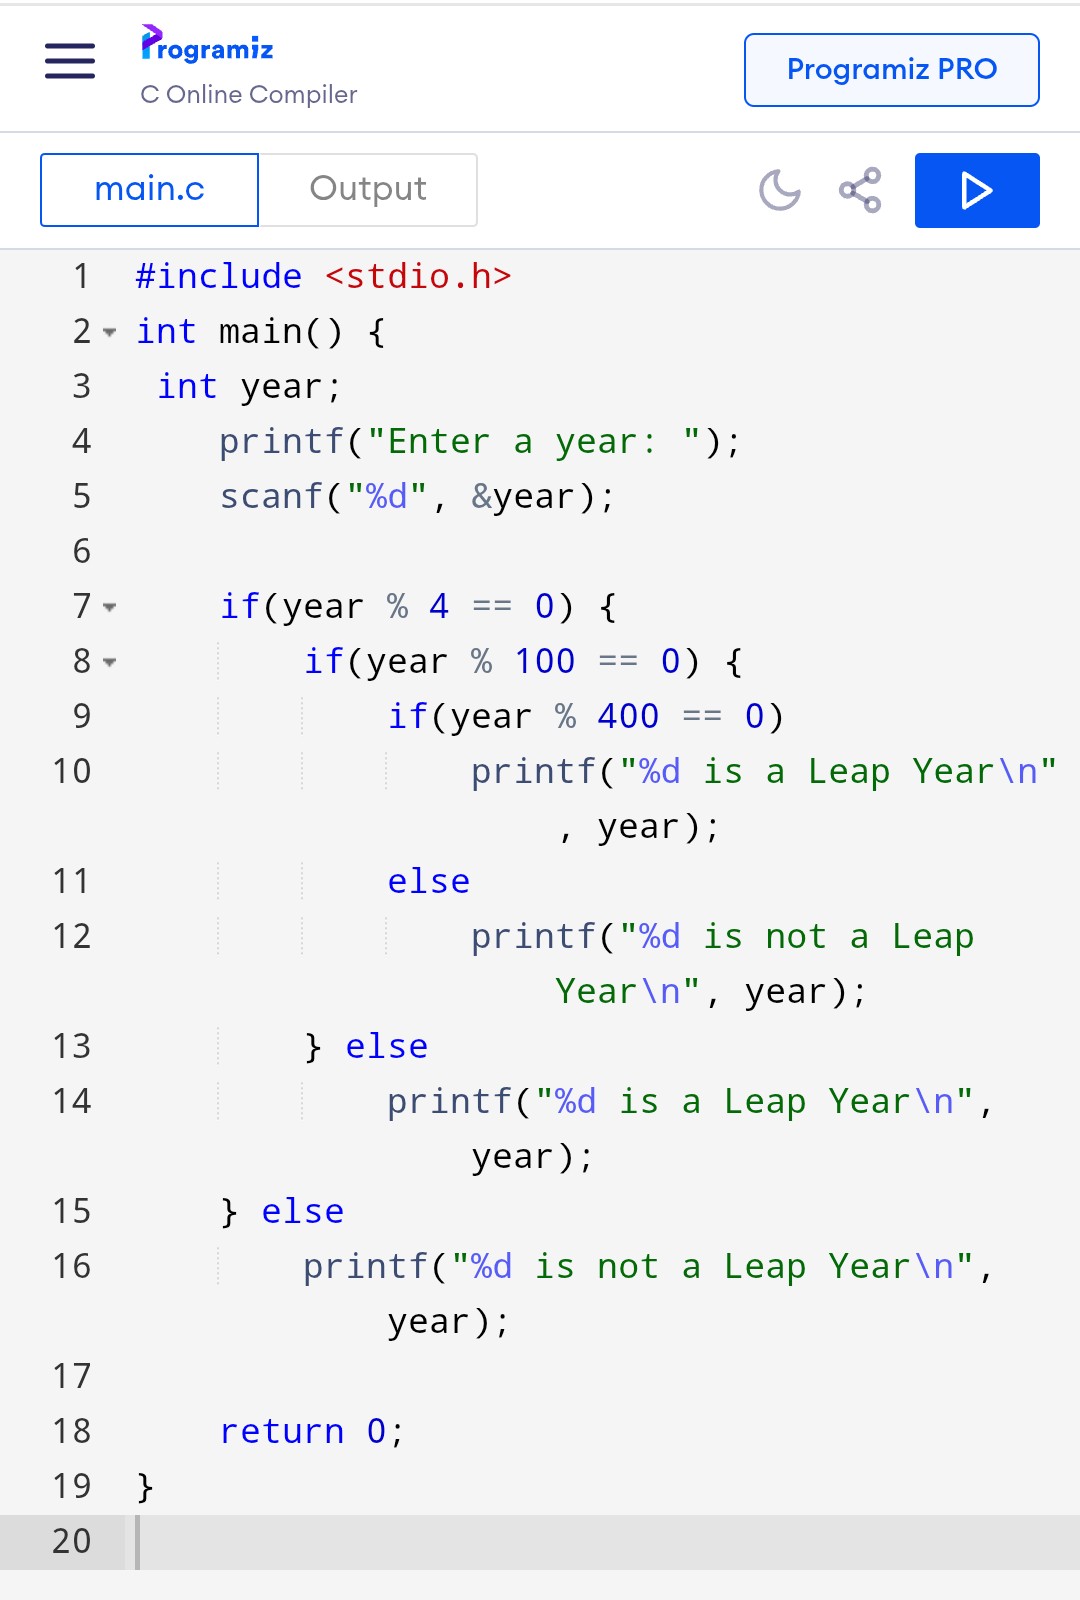 Programiz
C Online Compiler
Programiz PRO
main.c
Output
1 #include <stdio.h>
2 int main() {
3  int year;
4     printf("Enter a year: ");
5     scanf("%d", &year);
6
7     if(year % 4 == 0) {
8         if(year % 100 == 0) {
9             if(year % 400 == 0)
10                 printf("%d is a Leap Year\n"
, year);
11             else
12                 printf("%d is not a Leap
Year\n", year);
13         } else
14             printf("%d is a Leap Year\n",
year);
15     } else
16         printf("%d is not a Leap Year\n",
year);
17
18     return 0;
19 }
20